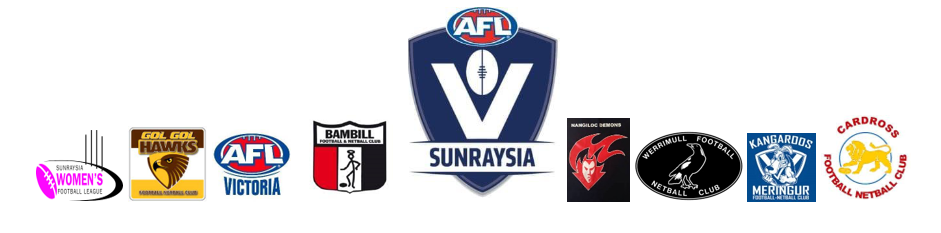 SUNRAYSIA
WOMEN'S
FOOTBALL LEAGUE
GOL GOL
HAWKS
FOOTBALL NETBALL CLUB
AFL
VICTORIA
BAMBILL
FOOTBALL & NETBALL CLUB
AFL
V
SUNRAYSIA
NANGILOC DEMONS
WERRIMULL FOOTBALL
NETBALL CLUB
KANGAROOS
MERINGUR
FOOTBALL-NETBALL CLUB
CARDROSS
FOOTBALL NETBALL CLUB